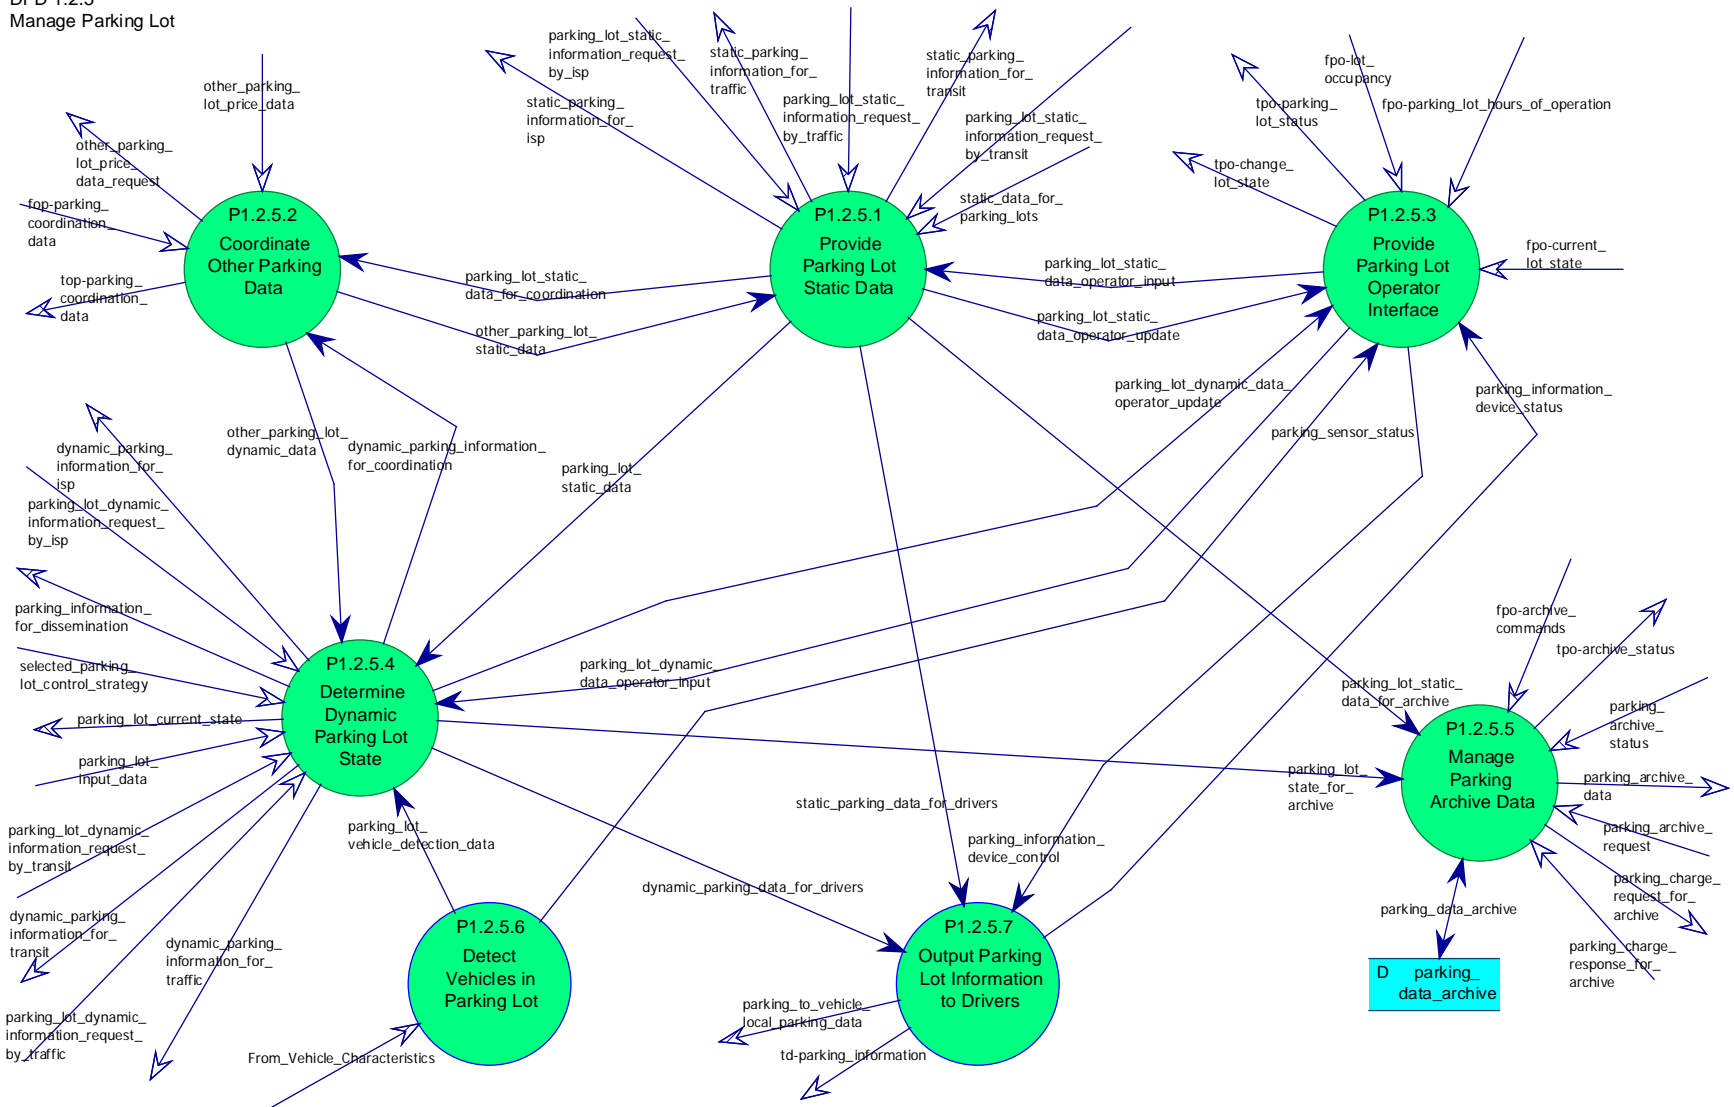 Manage Parking Lot
other_parking_
lot_price_data
other_parking_
lot_price_
data_request
fop-parking_
coordination_
data
top-parking_
coordination_
data
P1.2.5.2
Coordinate
Other Parking
Data
parking_lot_static_
information_request_
by_isp
static_parking_
information_for_
isp
static_parking_
information_for_
traffic
parking_lot_static_
information_request_
by_traffic
static_parking_
information_for_
transit
parking_lot_static_
information_request_
by_transit
static_data_for_
parking_lots
P1.2.5.1
Provide
Parking Lot
Static Data
fpo-lot_
occupancy
tpo-parking_
lot_status
fpo-parking_lot_hours_of_operation
tpo-change_
lot_state
fpo-current_
lot_state
P1.2.5.3
Provide
Parking Lot
Operator
Interface
parking_lot_static_
data_for_coordination
other_parking_lot_
static_data
parking_lot_static_
data_operator_input
parking_lot_static_
data_operator_update
parking_lot_dynamic_data_
operator_update
parking_sensor_status
parking_information_
device_status
other_parking_lot_
dynamic_data
dynamic_parking_information_
for_coordination
parking_lot_
static_data
dynamic_parking_
information_for_
isp
parking_lot_dynamic_
information_request_
by_isp
parking_information_
for_dissemination
selected_parking_
lot_control_strategy
parking_lot_current_state
parking_lot_
input_data
parking_lot_dynamic_
information_request_
by_transit
dynamic_parking_
information_for_
transit
parking_lot_dynamic_
information_request_
by_traffic
dynamic_parking_
information_for_
traffic
P1.2.5.4
Determine
Dynamic
Parking Lot
State
parking_lot_dynamic_
data_operator_input
parking_lot_
vehicle_detection_data
static_parking_data_for_drivers
dynamic_parking_data_for_drivers
parking_information_
device_control
P1.2.5.6
Detect
Vehicles in
Parking Lot
From_Vehicle_Characteristics
P1.2.5.7
Output Parking
Lot Information
to Drivers
parking_to_vehicle_
local_parking_data
td-parking_information
fpo-archive_
commands
tpo-archive_status
parking_lot_static_
data_for_archive
parking_lot_
state_for_
archive
parking_
archive_
status
P1.2.5.5
Manage
Parking
Archive Data
parking_archive_
data
parking_archive_
request
parking_charge_
request_for_
archive
parking_charge_
response_for_
archive
parking_data_archive
D parking_
data_archive